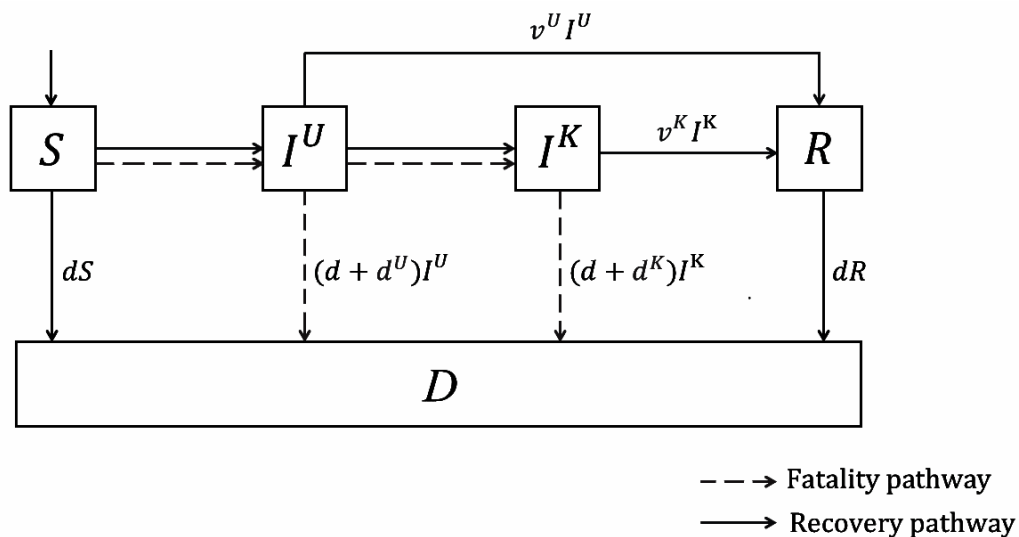 v^U I^U
S
I^U
I^K
v^K I^K
R
dS
(d + d^U)I^U
(d + d^K)I^K
dR
D
Fatality pathway
Recovery pathway